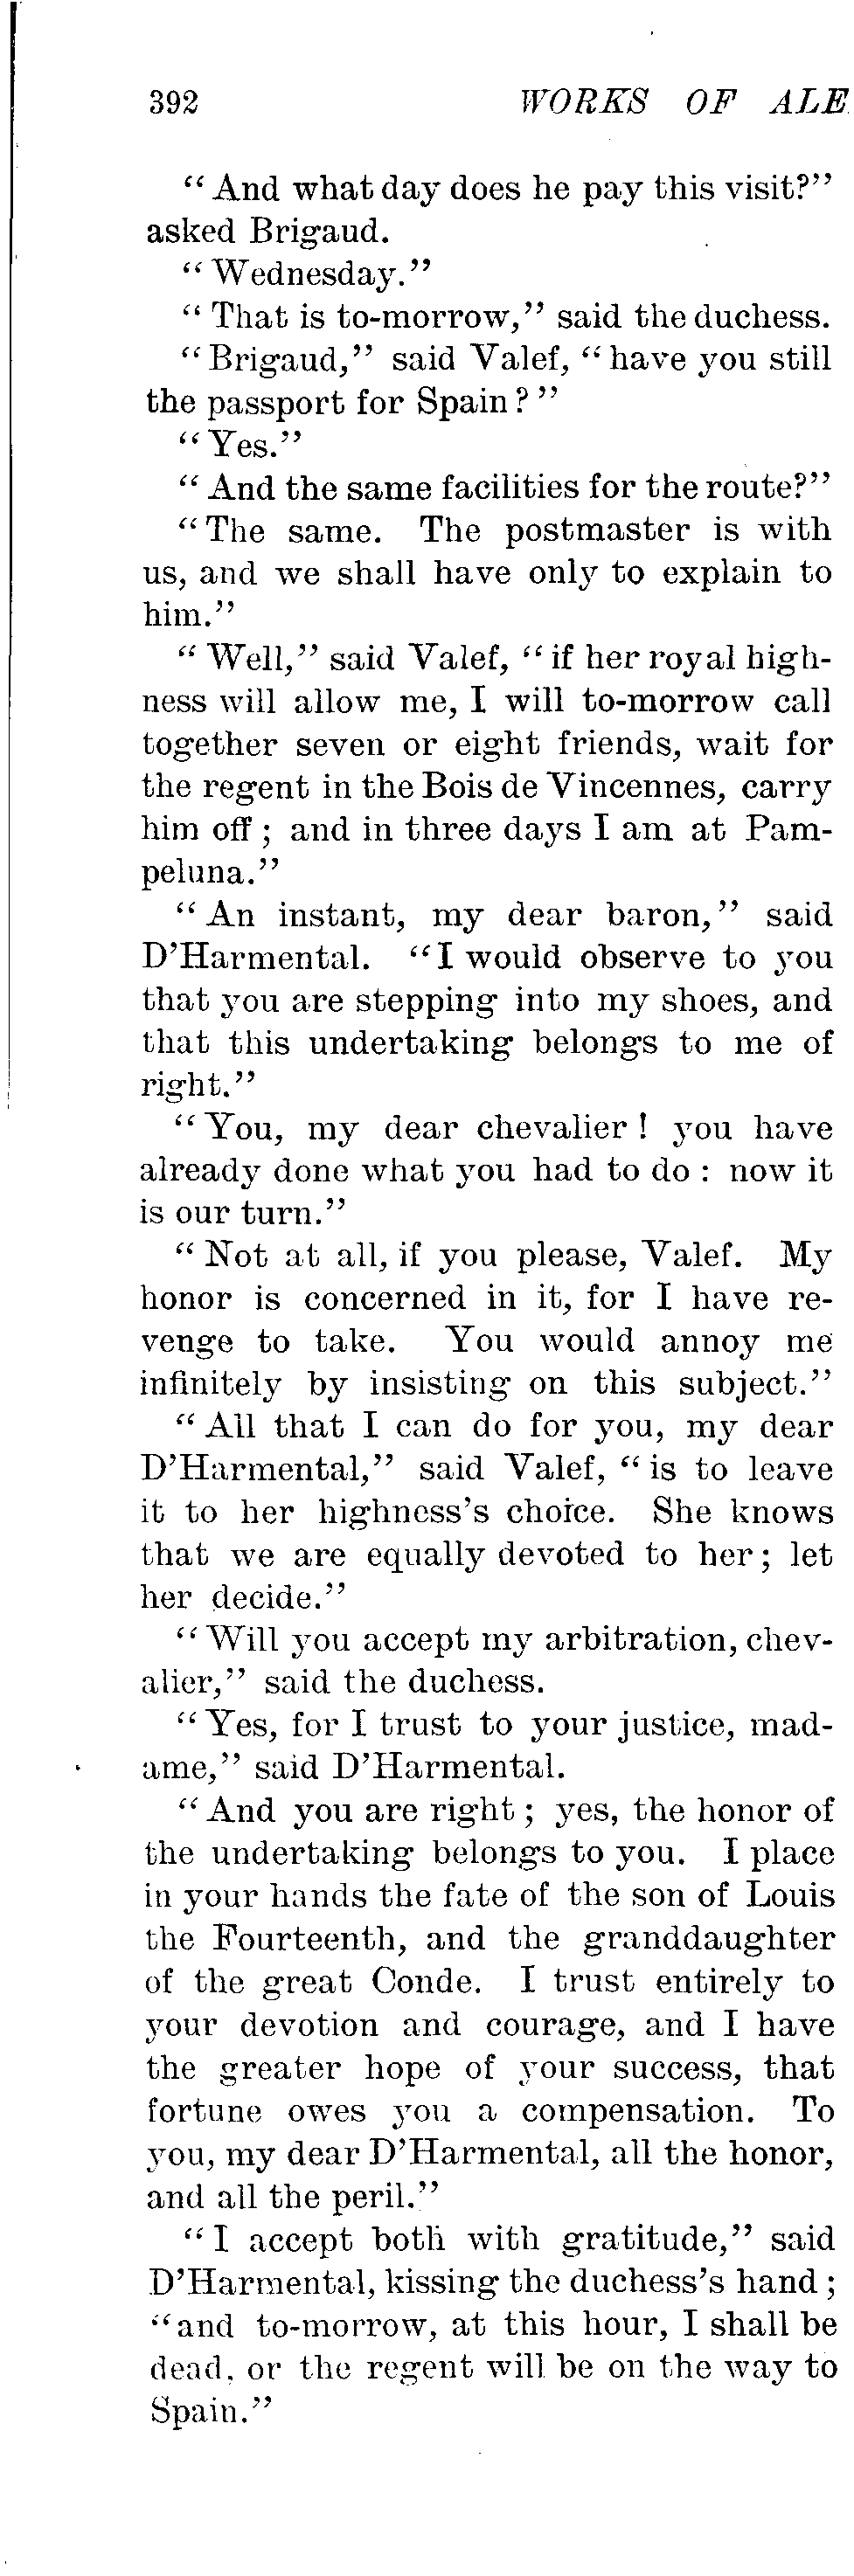 392 WORKS OF ALE
“And what day does he pay this visit?”
asked Brigaud.
“Wednesday.”
“That is to-morrow,” said the duchess.
“Brigaud,” said Valef, “have you still
the passport for Spain?”
“Yes.”
“And the same facilities for the route?”
“The same. The postmaster is with
us, and we shall have only to explain to
him.”
“Well,” said Valef, “if her royal high-
ness will allow me, I will to-morrow call
together seven or eight friends, wait for
the regent in the Bois de Vincennes, carry
him off; and in three days I am at Pam-
peluna.”
“An instant, my dear baron,” said
D’Harmental. “I would observe to you
that you are stepping into my shoes, and
that this undertaking belongs to me of
right.”
“You, my dear chevalier! you have
already done what you had to do: now it
is our turn.”
“Not at all, if you please, Valef. My
honor is concerned in it, for I have re-
venge to take. You would annoy me
infinitely by insisting on this subject.”
“All that I can do for you, my dear
D’Harmental,” said Valef, “is to leave
it to her highness’s choice. She knows
that we are equally devoted to her; let
her decide.”
“Will you accept my arbitration, chev-
alier,” said the duchess.
“Yes, for I trust to your justice, mad-
ame,” said D’Harmental.
“And you are right; yes, the honor of
the undertaking belongs to you. I place
in your hands the fate of the son of Louis
the Fourteenth, and the granddaughter
of the great Conde. I trust entirely to
your devotion and courage, and I have
the greater hope of your success, that
fortune owes you a compensation. To
you, my dear D’Harmental, all the honor,
and all the peril.”
“I accept both with gratitude,” said
D’Harmental, kissing the duchess’s hand;
“and to-morrow, at this hour, I shall be
dead, or the regent will be on the way to
Spain.”